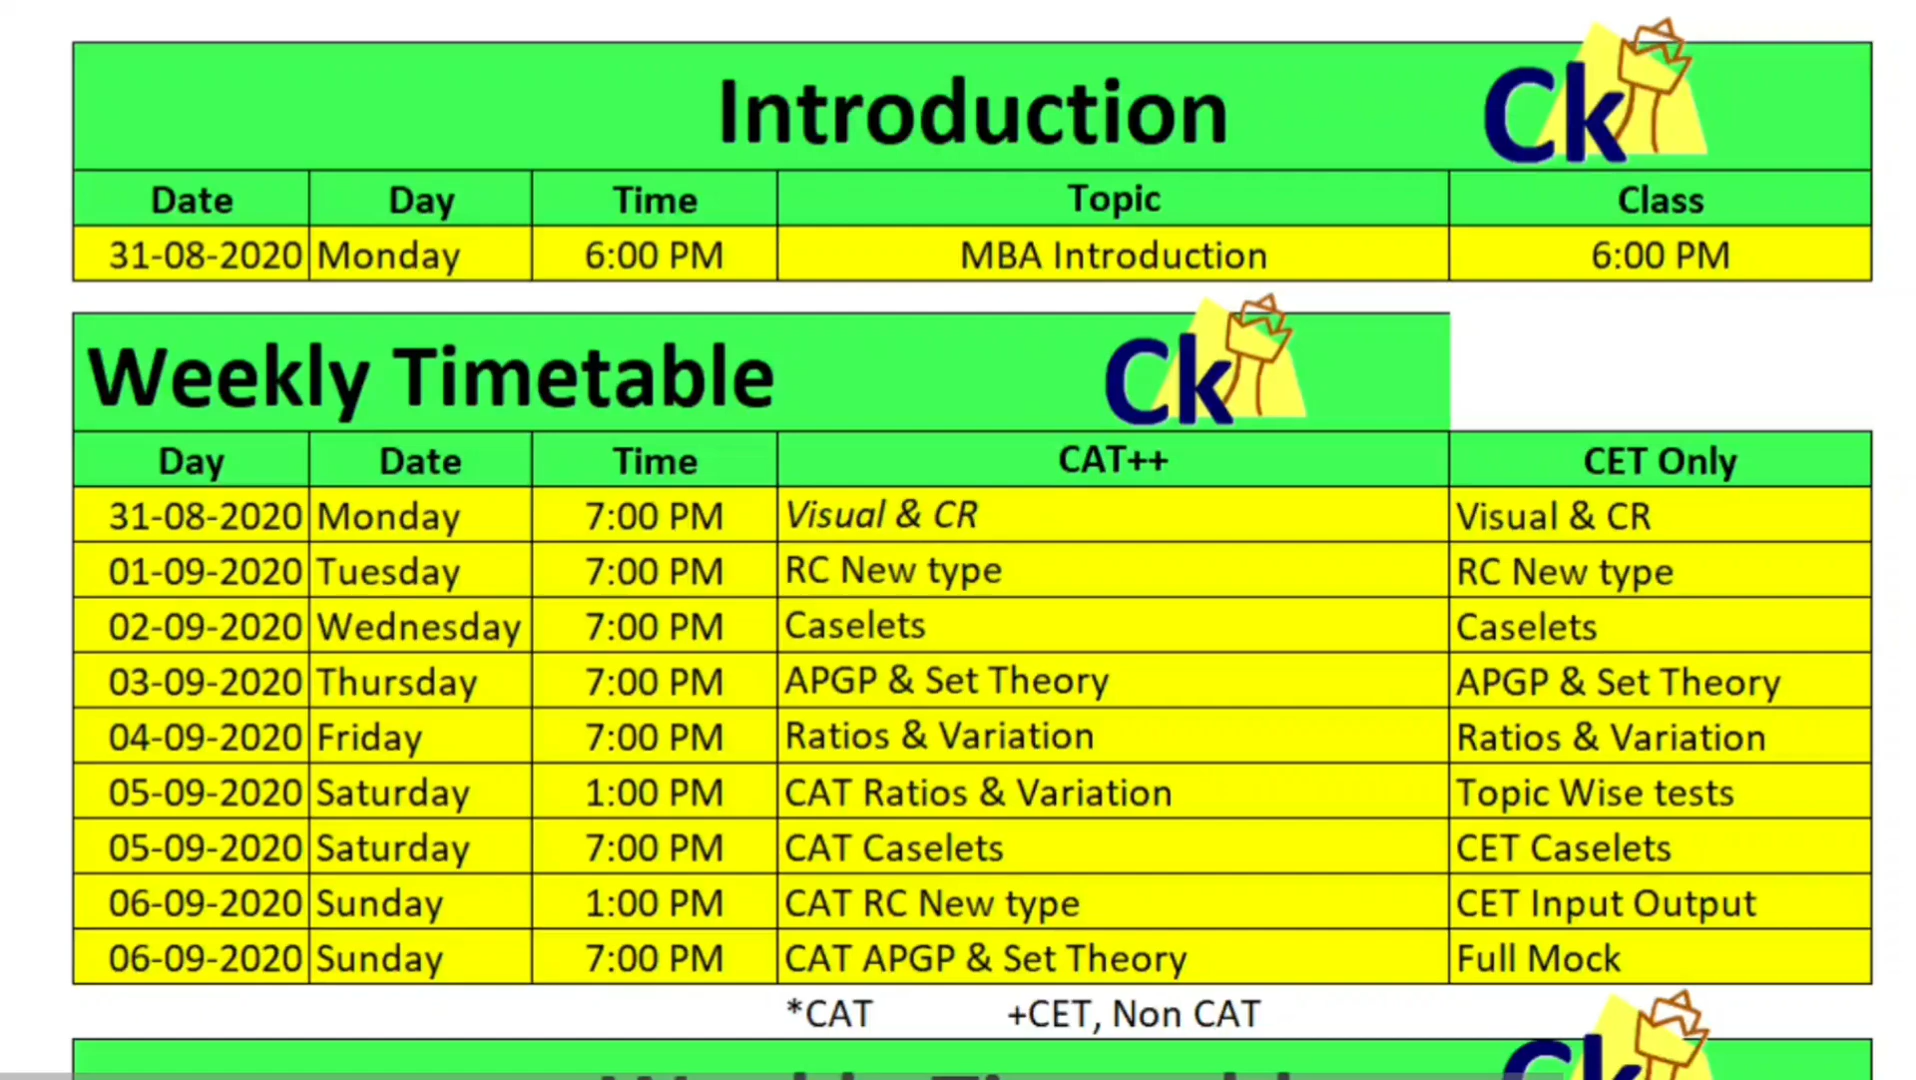 Introduction Ck
Date Day Time Topic Class
31-08-2020 Monday 6:00 PM MBA Introduction 6:00 PM
Weekly Timetable Ck
Day Date Time CAT++ CET Only
31-08-2020 Monday 7:00 PM Visual & CR Visual & CR
01-09-2020 Tuesday 7:00 PM RC New type RC New type
02-09-2020 Wednesday 7:00 PM Caselets Caselets
03-09-2020 Thursday 7:00 PM APGP & Set Theory APGP & Set Theory
04-09-2020 Friday 7:00 PM Ratios & Variation Ratios & Variation
05-09-2020 Saturday 1:00 PM CAT Ratios & Variation Topic Wise tests
05-09-2020 Saturday 7:00 PM CAT Caselets CET Caselets
06-09-2020 Sunday 1:00 PM CAT RC New type CET Input Output
06-09-2020 Sunday 7:00 PM CAT APGP & Set Theory Full Mock
*CAT +CET, Non CAT
Ck